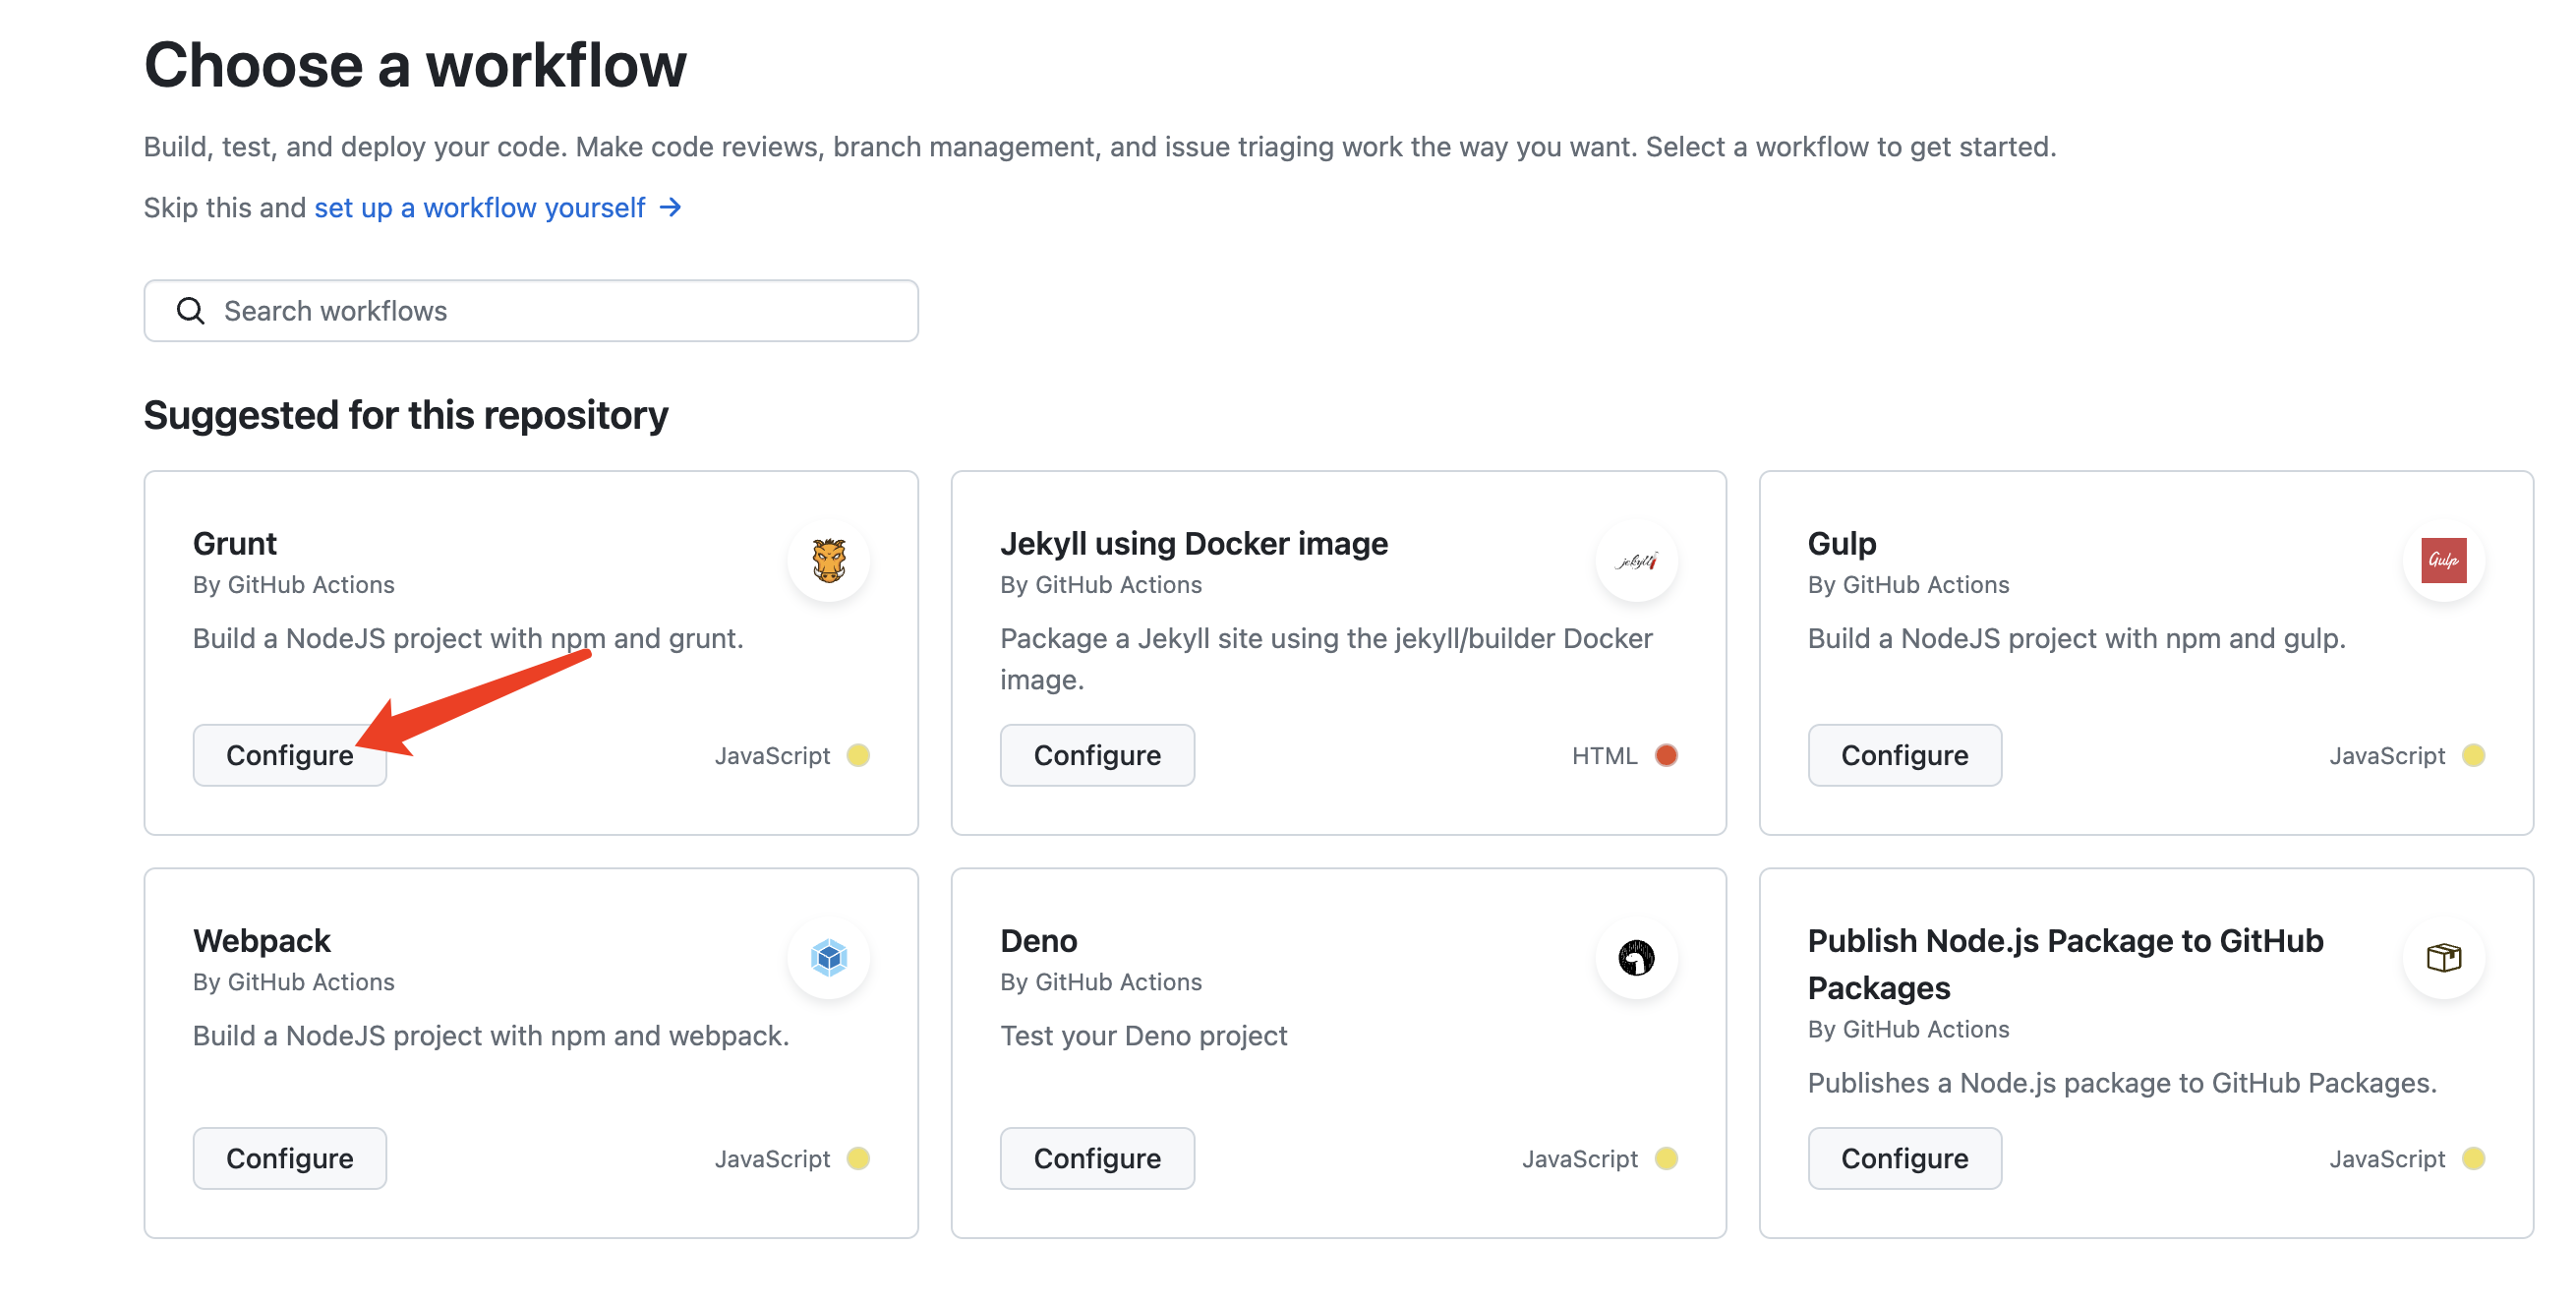 Choose a workflow
Build, test, and deploy your code. Make code reviews, branch management, and issue triaging work the way you want. Select a workflow to get started.
Skip this and set up a workflow yourself →
Search workflows
Suggested for this repository
Grunt
By GitHub Actions
Build a NodeJS project with npm and grunt.
Configure
JavaScript
Jekyll using Docker image
By GitHub Actions
jekyll
Package a Jekyll site using the jekyll/builder Docker
image.
Configure
HTML
Gulp
By GitHub Actions
Gulp
Build a NodeJS project with npm and gulp.
Configure
JavaScript
Webpack
By GitHub Actions
Build a NodeJS project with npm and webpack.
Configure
JavaScript
Deno
By GitHub Actions
Test your Deno project
Configure
JavaScript
Publish Node.js Package to GitHub
Packages
By GitHub Actions
Publishes a Node.js package to GitHub Packages.
Configure
JavaScript